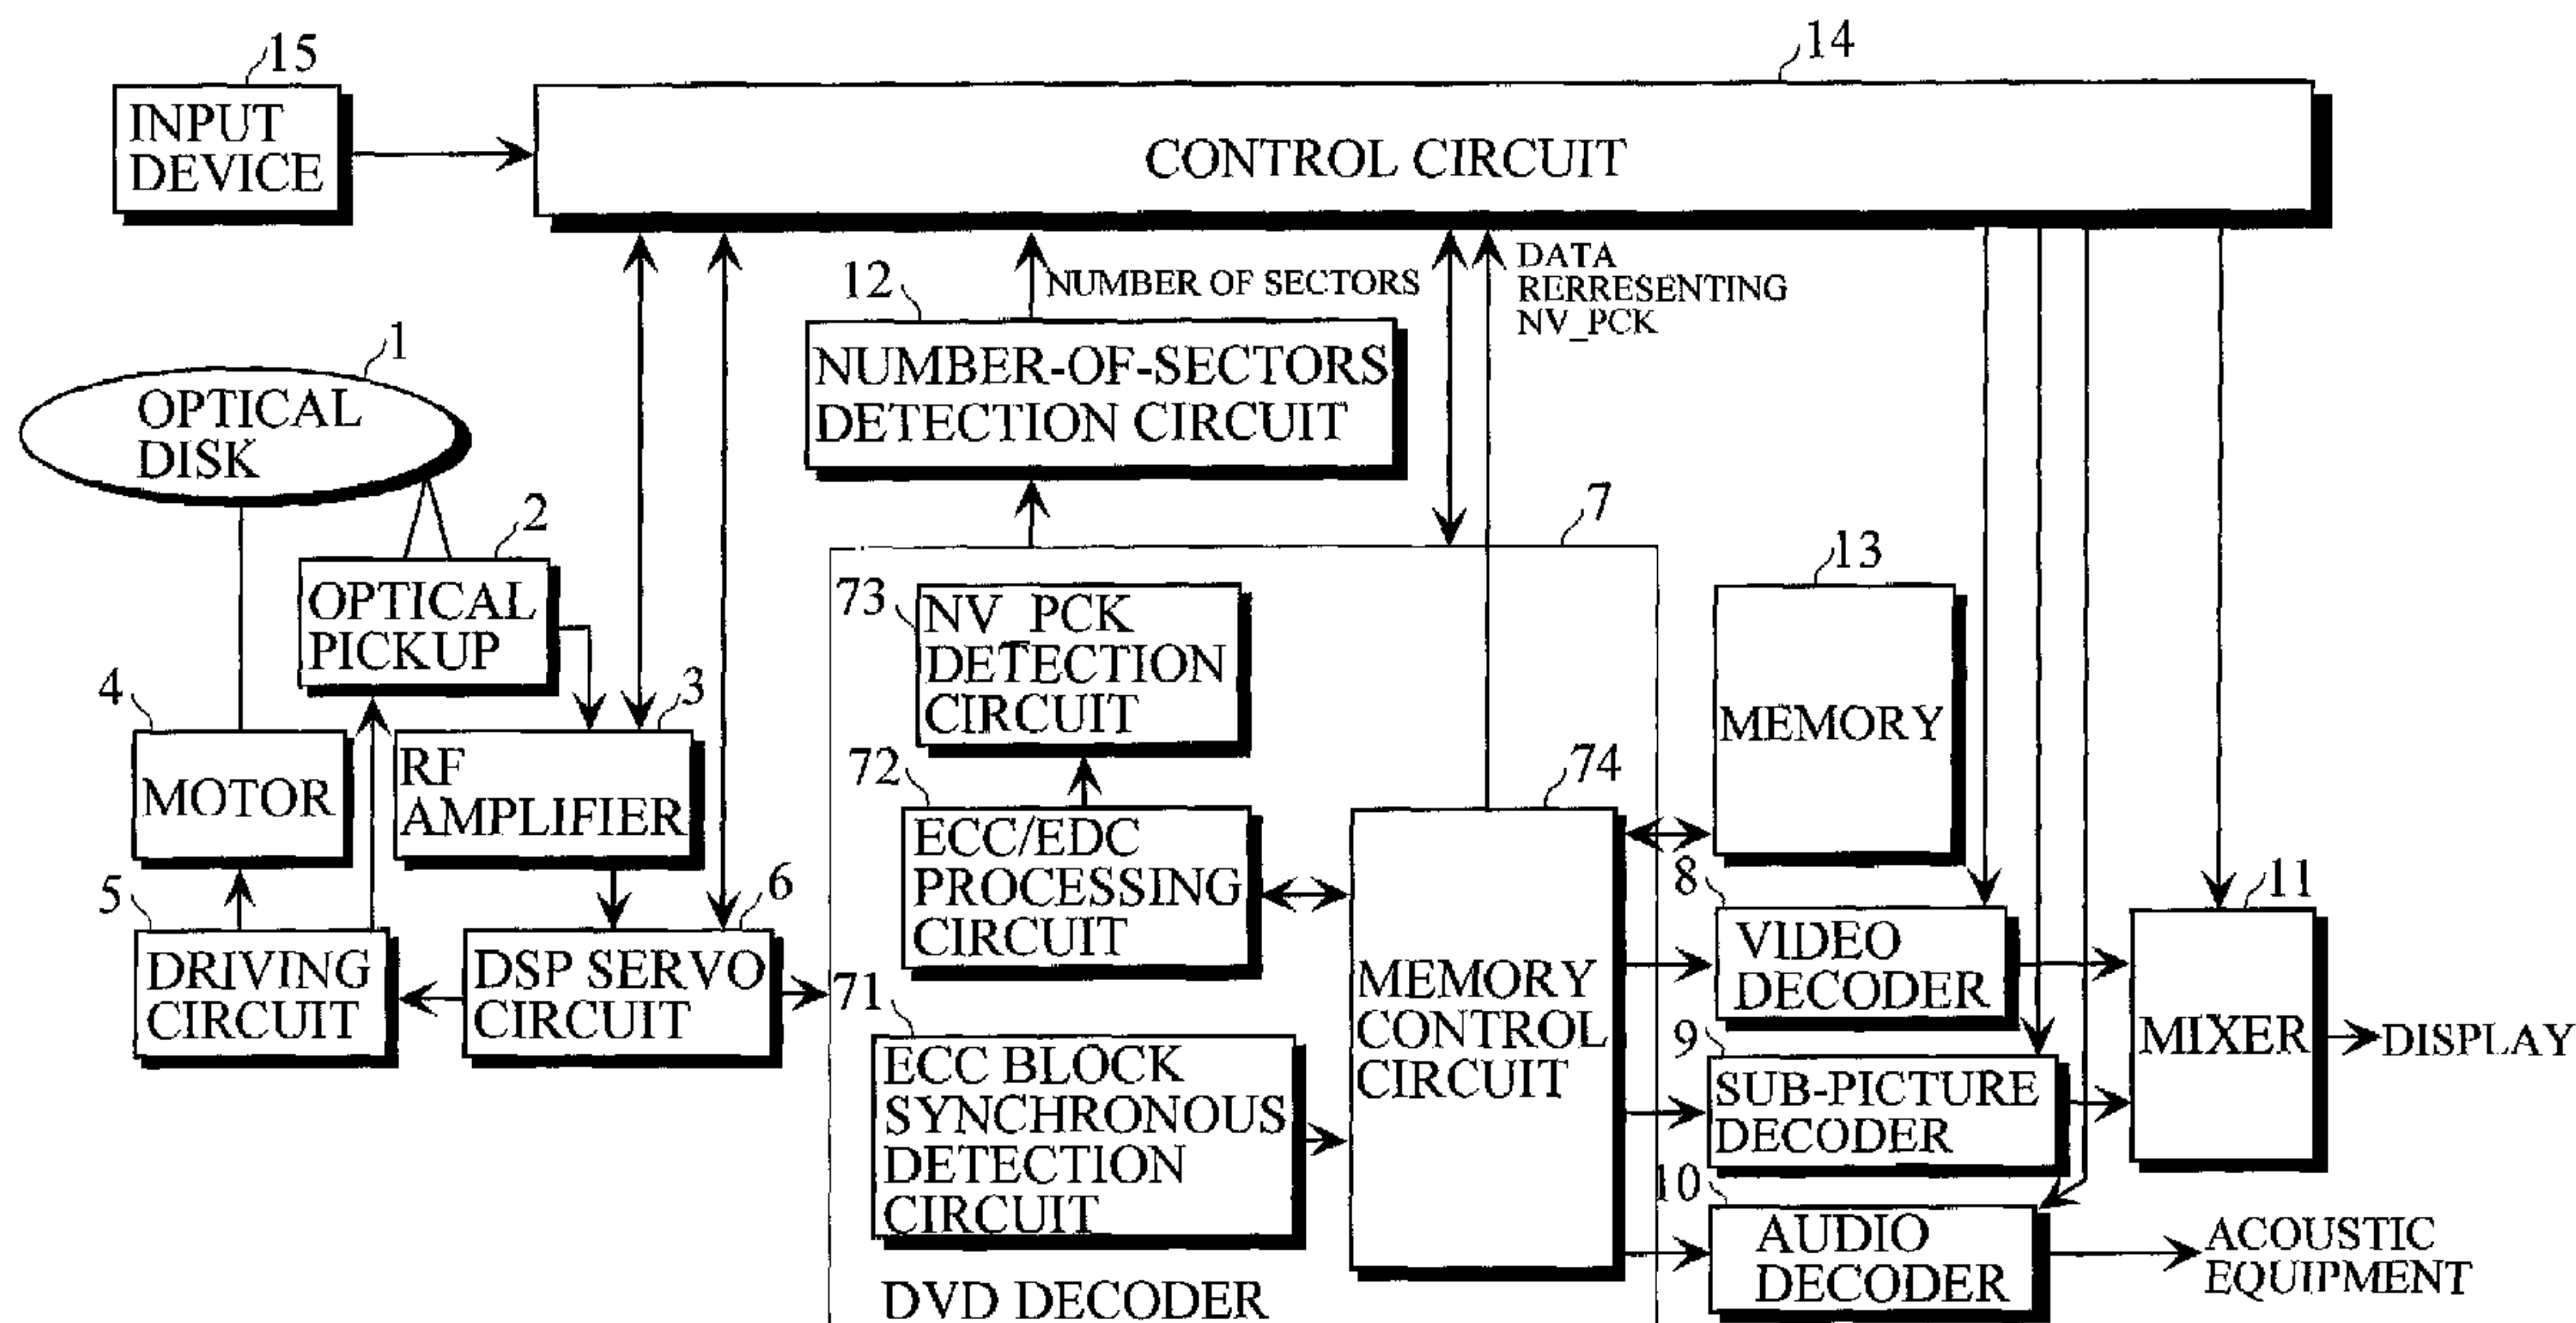 15
14
INPUT
DEVICE
CONTROL CIRCUIT
12
NUMBER OF SECTORS
DATA
RERRESENTING
NV_PCK
1
OPTICAL
DISK
NUMBER-OF-SECTORS
DETECTION CIRCUIT
2
7
13
OPTICAL
PICKUP
73
NV_PCK
DETECTION
CIRCUIT
MEMORY
4
3
MOTOR
RF
AMPLIFIER
72
74
ECC/EDC
PROCESSING
CIRCUIT
5
6
8
11
DRIVING
CIRCUIT
DSP SERVO
CIRCUIT
VIDEO
DECODER
71
MEMORY
CONTROL
CIRCUIT
9
MIXER
DISPLAY
ECC BLOCK
SYNCHRONOUS
DETECTION
CIRCUIT
SUB-PICTURE
DECODER
10
AUDIO
DECODER
ACOUSTIC
EQUIPMENT
DVD DECODER